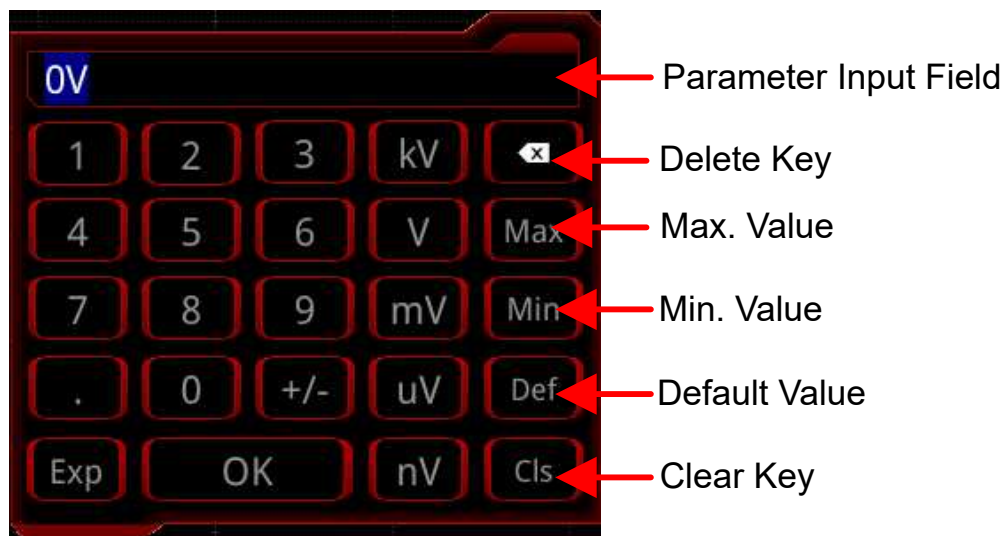 0V
Parameter Input Field
1 2 3 kV x
Delete Key
4 5 6 V Max
Max. Value
7 8 9 mV Min
Min. Value
. 0 +/- uV Def
Default Value
Exp OK nV Cls
Clear Key